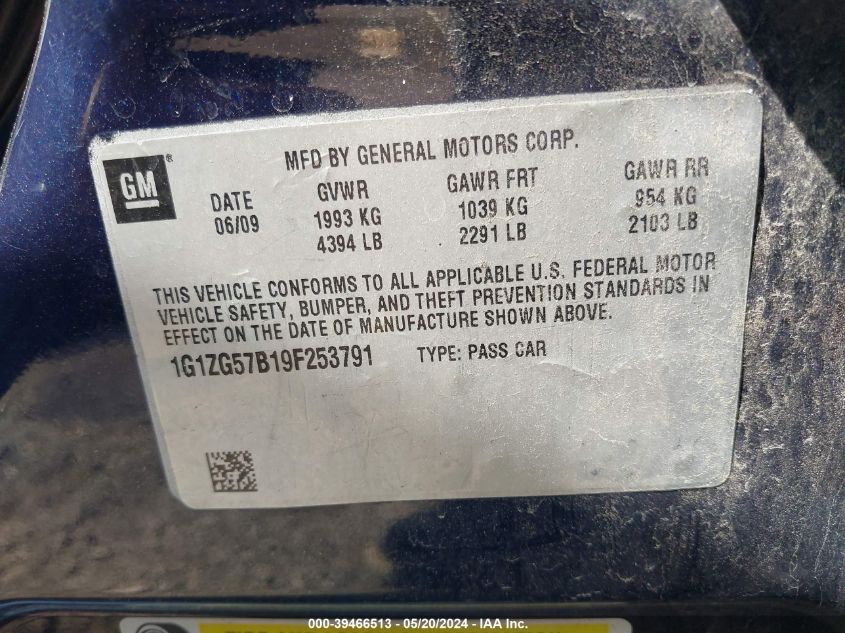 MFD BY GENERAL MOTORS CORP.
GM®
DATE GVWR GAWR FRT GAWR RR
06/09 1993 KG 1039 KG 954 KG
4394 LB 2291 LB 2103 LB
THIS VEHICLE CONFORMS TO ALL APPLICABLE U.S. FEDERAL MOTOR
VEHICLE SAFETY, BUMPER, AND THEFT PREVENTION STANDARDS IN
EFFECT ON THE DATE OF MANUFACTURE SHOWN ABOVE.
1G1ZG57B19F253791 TYPE: PASS CAR
000-39466513 - 05/20/2024 - IAA Inc.